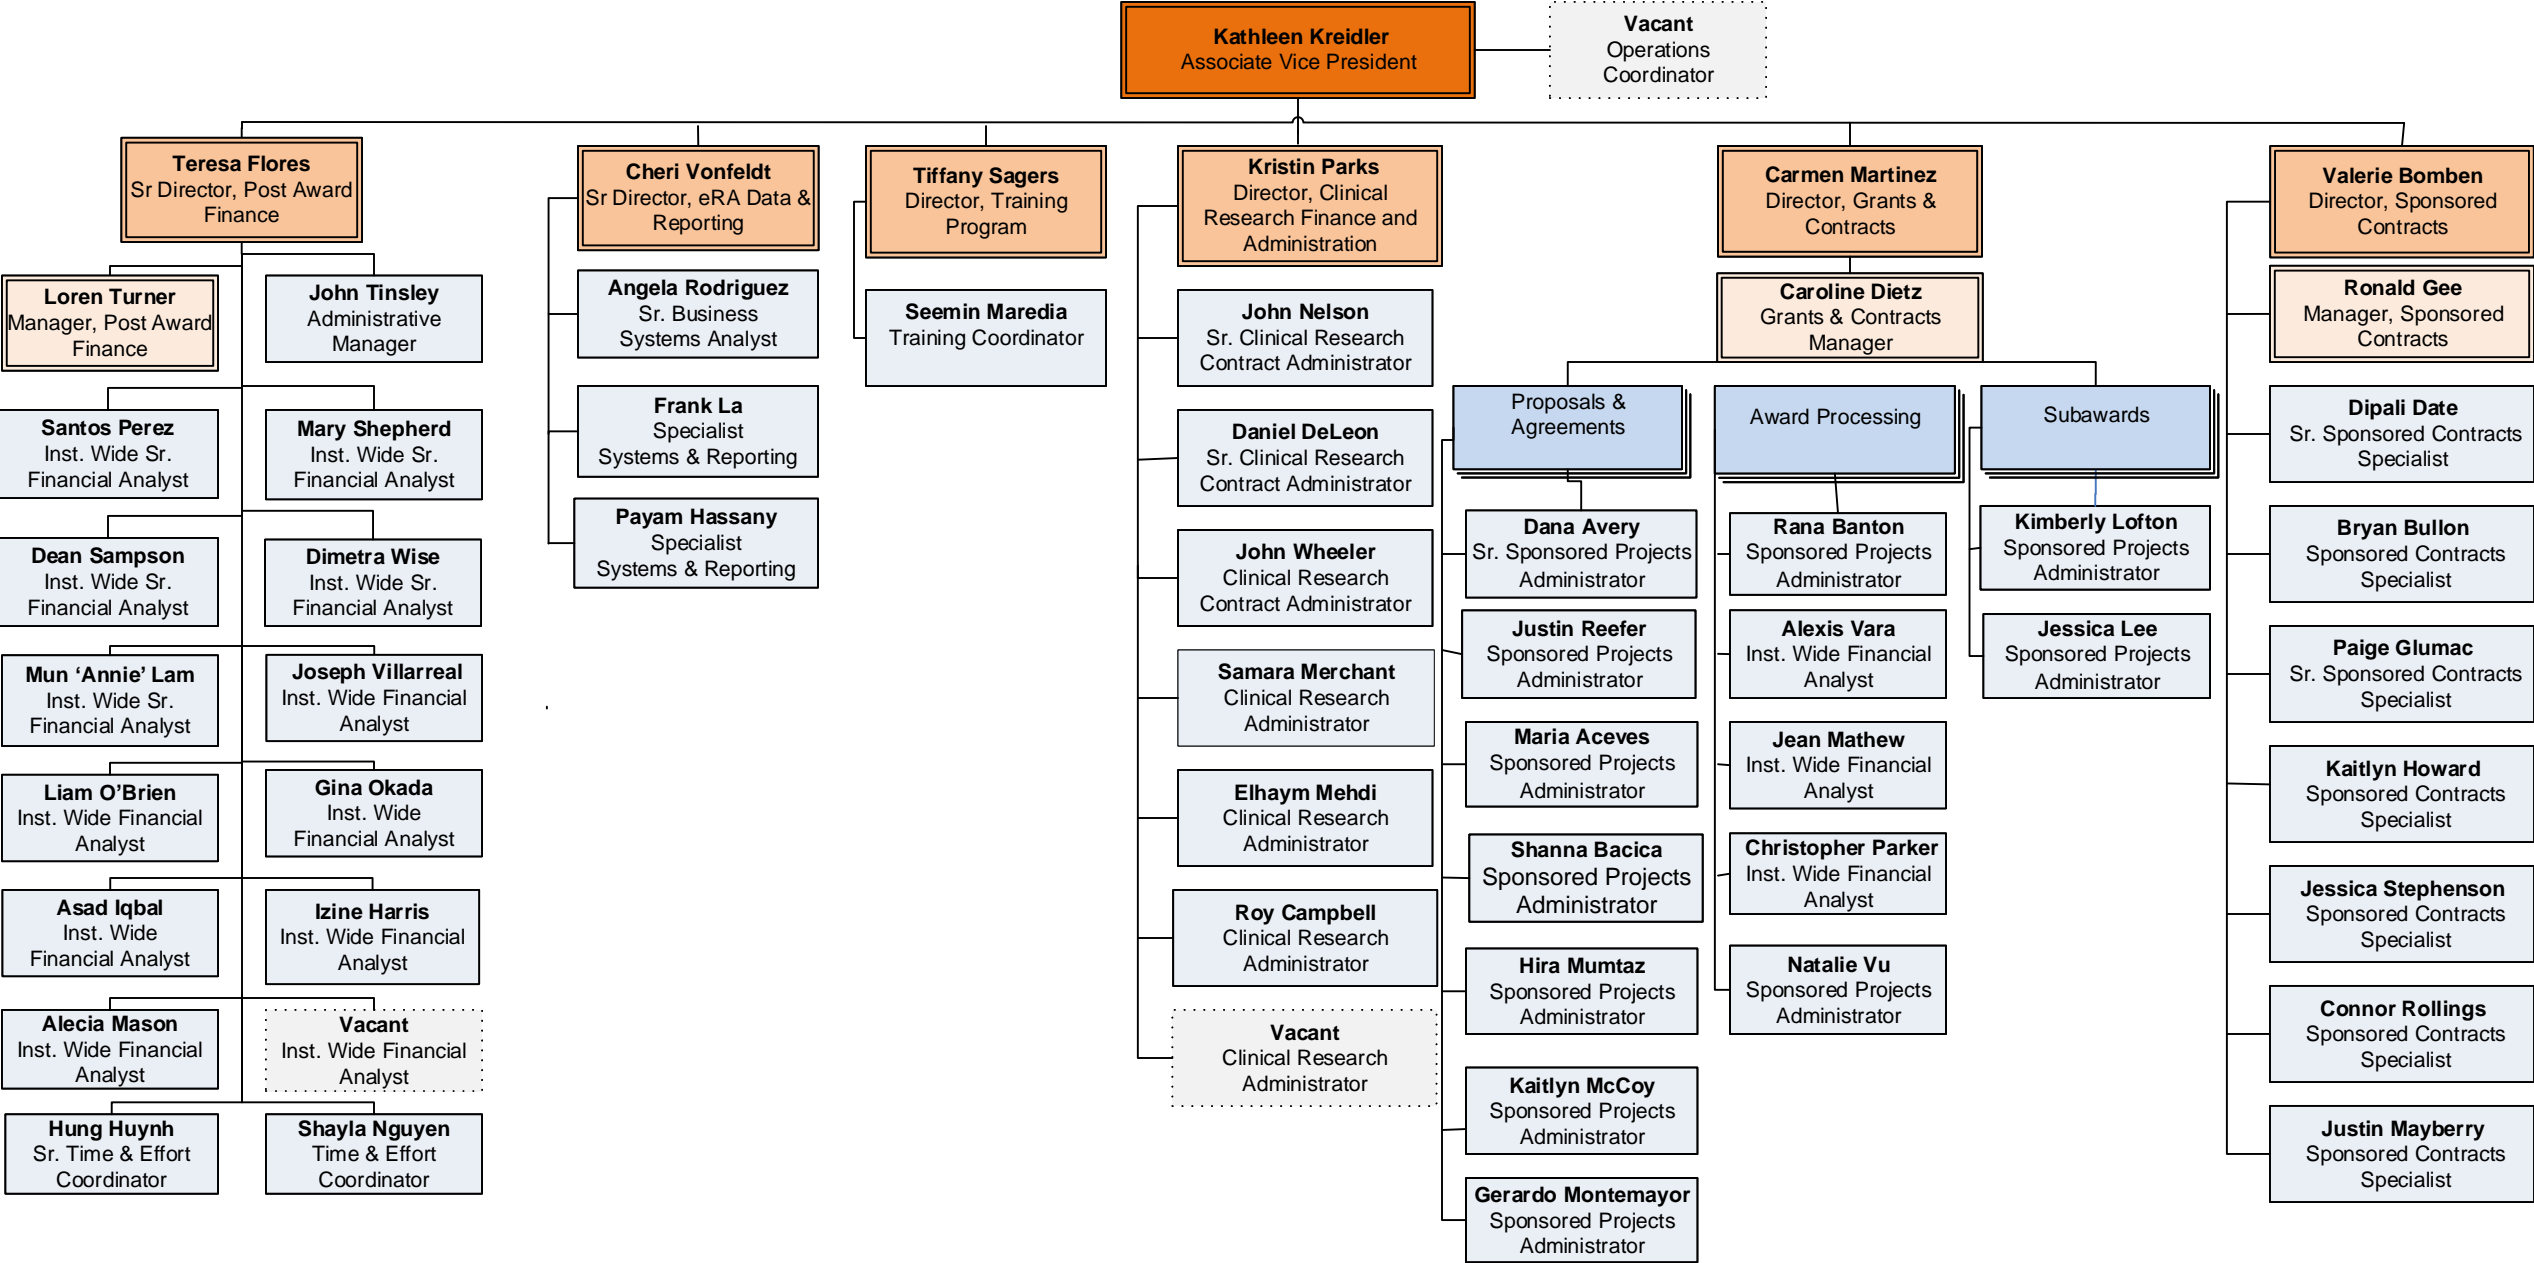 Kathleen Kreidler
Associate Vice President
Vacant
Operations
Coordinator
Teresa Flores
Sr Director, Post Award
Finance
Loren Turner
Manager, Post Award
Finance
John Tinsley
Administrative
Manager
Santos Perez
Inst. Wide Sr.
Financial Analyst
Mary Shepherd
Inst. Wide Sr.
Financial Analyst
Dean Sampson
Inst. Wide Sr.
Financial Analyst
Dimetra Wise
Inst. Wide Sr.
Financial Analyst
Mun ‘Annie’ Lam
Inst. Wide Sr.
Financial Analyst
Joseph Villarreal
Inst. Wide Financial
Analyst
Liam O’Brien
Inst. Wide Financial
Analyst
Gina Okada
Inst. Wide
Financial Analyst
Asad Iqbal
Inst. Wide
Financial Analyst
Izine Harris
Inst. Wide Financial
Analyst
Alecia Mason
Inst. Wide Financial
Analyst
Vacant
Inst. Wide Financial
Analyst
Hung Huynh
Sr. Time & Effort
Coordinator
Shayla Nguyen
Time & Effort
Coordinator
Cheri Vonfeldt
Sr Director, eRA Data &
Reporting
Angela Rodriguez
Sr. Business
Systems Analyst
Frank La
Specialist
Systems & Reporting
Payam Hassany
Specialist
Systems & Reporting
Tiffany Sagers
Director, Training
Program
Seemin Maredia
Training Coordinator
Kristin Parks
Director, Clinical
Research Finance and
Administration
John Nelson
Sr. Clinical Research
Contract Administrator
Daniel DeLeon
Sr. Clinical Research
Contract Administrator
John Wheeler
Clinical Research
Contract Administrator
Samara Merchant
Clinical Research
Administrator
Elhaym Mehdi
Clinical Research
Administrator
Roy Campbell
Clinical Research
Administrator
Vacant
Clinical Research
Administrator
Carmen Martinez
Director, Grants &
Contracts
Caroline Dietz
Grants & Contracts
Manager
Proposals &
Agreements
Dana Avery
Sr. Sponsored Projects
Administrator
Justin Reefer
Sponsored Projects
Administrator
Maria Aceves
Sponsored Projects
Administrator
Shanna Bacica
Sponsored Projects
Administrator
Hira Mumtaz
Sponsored Projects
Administrator
Kaitlyn McCoy
Sponsored Projects
Administrator
Gerardo Montemayor
Sponsored Projects
Administrator
Award Processing
Rana Banton
Sponsored Projects
Administrator
Alexis Vara
Inst. Wide Financial
Analyst
Jean Mathew
Inst. Wide Financial
Analyst
Christopher Parker
Inst. Wide Financial
Analyst
Natalie Vu
Sponsored Projects
Administrator
Subawards
Kimberly Lofton
Sponsored Projects
Administrator
Jessica Lee
Sponsored Projects
Administrator
Valerie Bomben
Director, Sponsored
Contracts
Ronald Gee
Manager, Sponsored
Contracts
Dipali Date
Sr. Sponsored Contracts
Specialist
Bryan Bullon
Sponsored Contracts
Specialist
Paige Glumac
Sr. Sponsored Contracts
Specialist
Kaitlyn Howard
Sponsored Contracts
Specialist
Jessica Stephenson
Sponsored Contracts
Specialist
Connor Rollings
Sponsored Contracts
Specialist
Justin Mayberry
Sponsored Contracts
Specialist